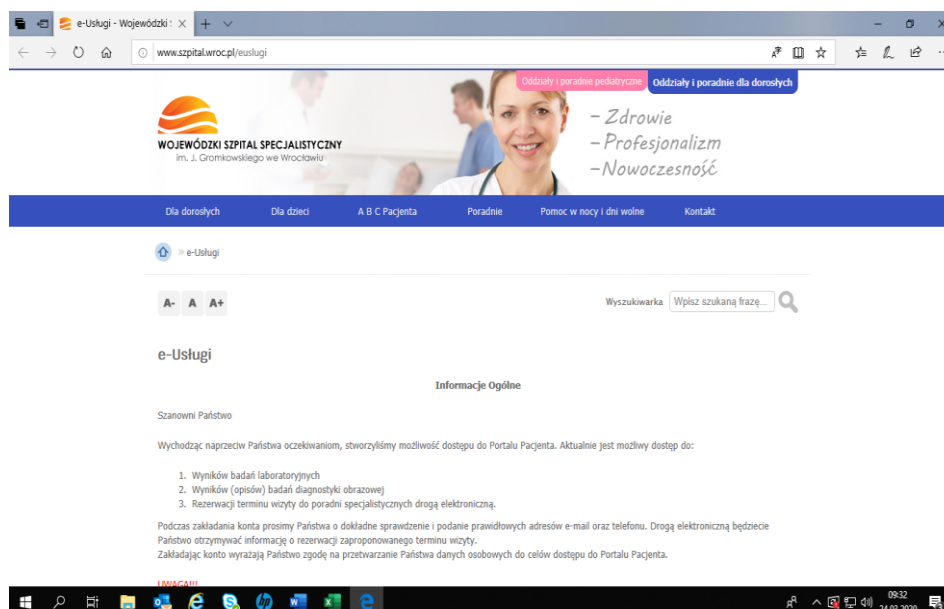 e-Usługi - Wojewódzki
www.szpital.wroc.pl/euslugi
Oddziały i poradnie pediatryczne
Oddziały i poradnie dla dorosłych
WOJEWÓDZKI SZPITAL SPECJALISTYCZNY
im. J. Gromkowskiego we Wrocławiu
– Zdrowie
– Profesjonalizm
– Nowoczesność
Dla dorosłych Dla dzieci A B C Pacjenta Poradnie Pomoc w nocy i dni wolne Kontakt
» e-Usługi
A- A A+
Wyszukiwarka Wpisz szukaną frazę...
e-Usługi
Informacje Ogólne
Szanowni Państwo
Wychodząc naprzeciw Państwa oczekiwaniom, stworzyliśmy możliwość dostępu do Portalu Pacjenta. Aktualnie jest możliwy dostęp do:
1. Wyników badań laboratoryjnych
2. Wyników (opisów) badań diagnostyki obrazowej
3. Rezerwacji terminu wizyty do poradni specjalistycznych drogą elektroniczną.
Podczas zakładania konta prosimy Państwa o dokładne sprawdzenie i podanie prawidłowych adresów e-mail oraz telefonu. Drogą elektroniczną będziecie
Państwo otrzymywać informację o rezerwacji zaproponowanego terminu wizyty.
Zakładając konto wyrażają Państwo zgodę na przetwarzanie Państwa danych osobowych do celów dostępu do Portalu Pacjenta.
UWAGA!!!
09:32
24.03.2020